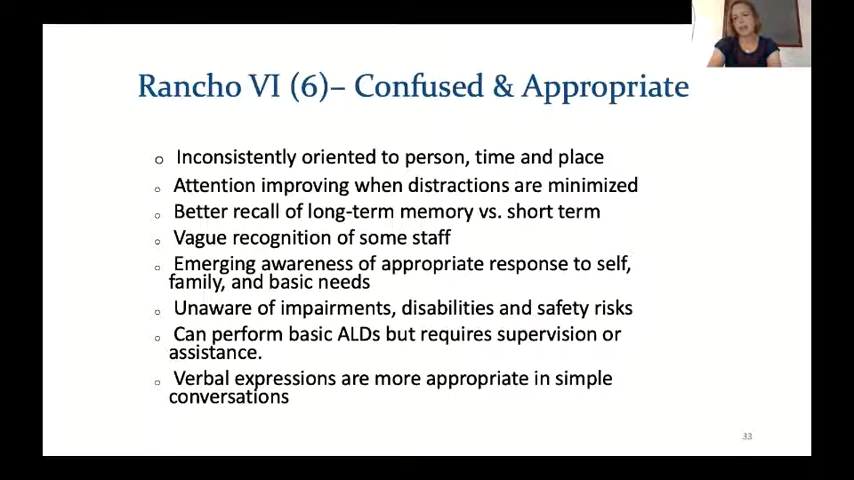 Rancho VI (6)– Confused & Appropriate
o Inconsistently oriented to person, time and place
o Attention improving when distractions are minimized
o Better recall of long-term memory vs. short term
o Vague recognition of some staff
o Emerging awareness of appropriate response to self,
family, and basic needs
o Unaware of impairments, disabilities and safety risks
o Can perform basic ALDs but requires supervision or
assistance.
o Verbal expressions are more appropriate in simple
conversations
33